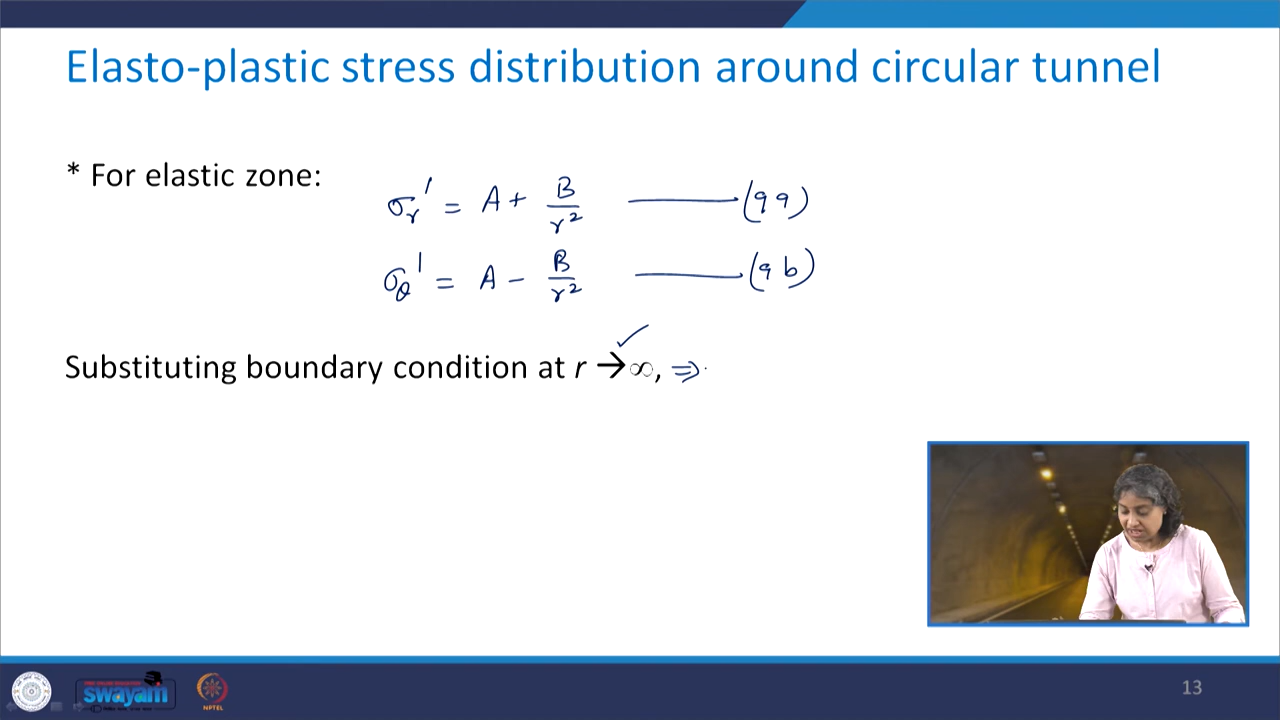 Elasto-plastic stress distribution around circular tunnel
* For elastic zone:
σr' = A + B/r² ——— (9a)
σθ' = A − B/r² ——— (9b)
Substituting boundary condition at r →∞, ⇒
swayam
NPTEL
13